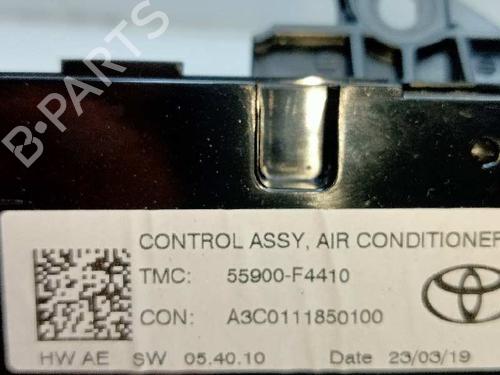 B-PARTS
CONTROL ASSY, AIR CONDITIONER
TMC: 55900-F4410
CON: A3C0111850100
HW AE SW 05.40.10 Date 23/03/19